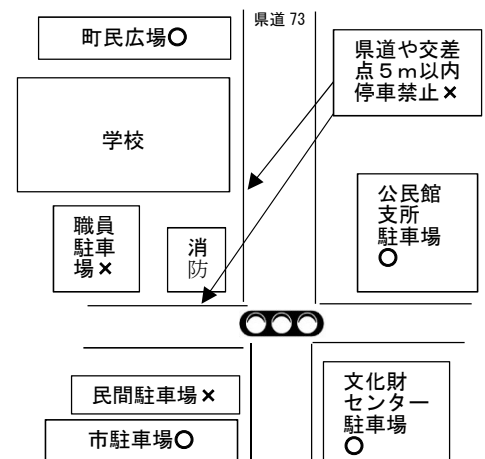 県道73
町民広場○
県道や交差
点5m以内
停車禁止×
学校
職員
駐車
場×
消
防
公民館
支所
駐車場
○
民間駐車場×
市駐車場○
文化財
センター
駐車場
○